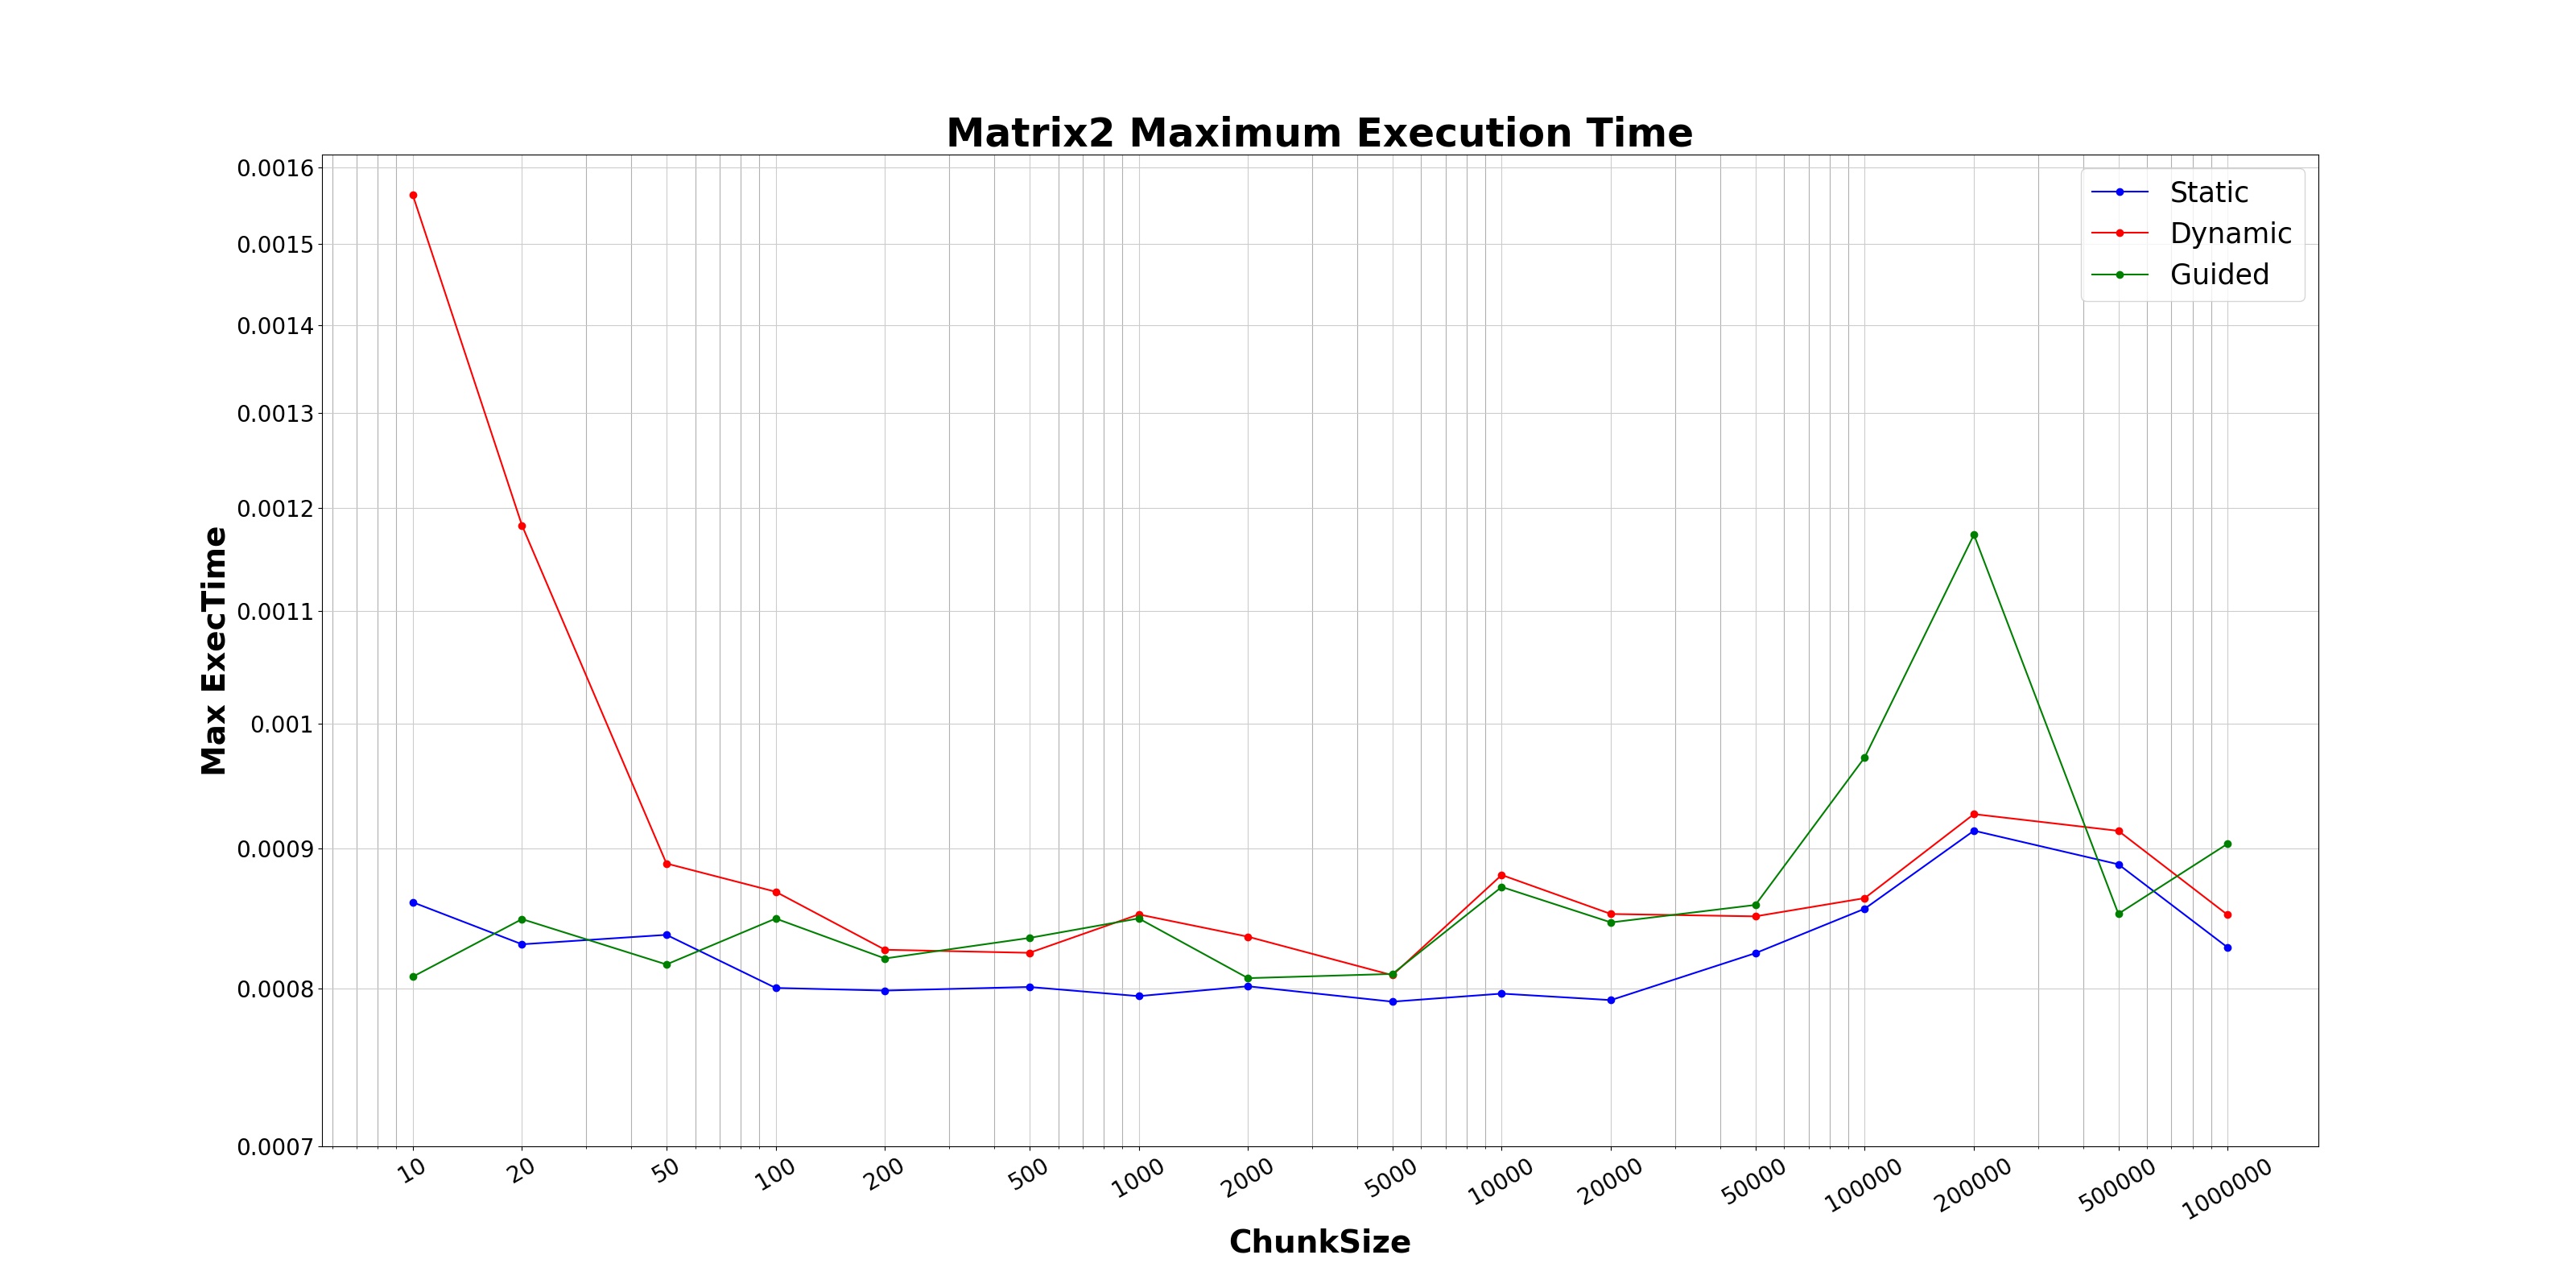 Matrix2 Maximum Execution Time
0.0016
0.0015
0.0014
0.0013
0.0012
0.0011
0.001
0.0009
0.0008
0.0007
Max ExecTime
Static
Dynamic
Guided
10 20 50 100 200 500 1000 2000 5000 10000 20000 50000 100000 200000 500000 1000000
ChunkSize